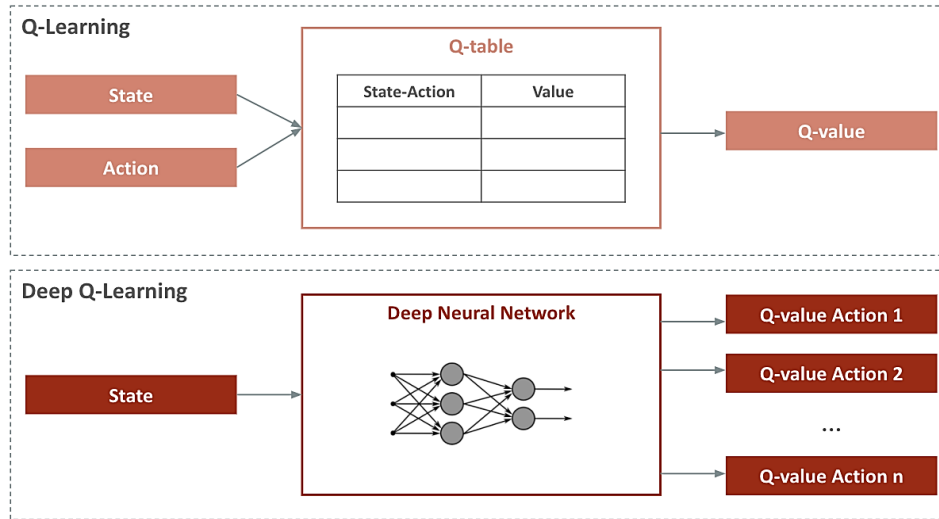 Q-Learning
Q-table
State
Action
State-Action Value
Q-value
Deep Q-Learning
Deep Neural Network
State
Q-value Action 1
Q-value Action 2
...
Q-value Action n